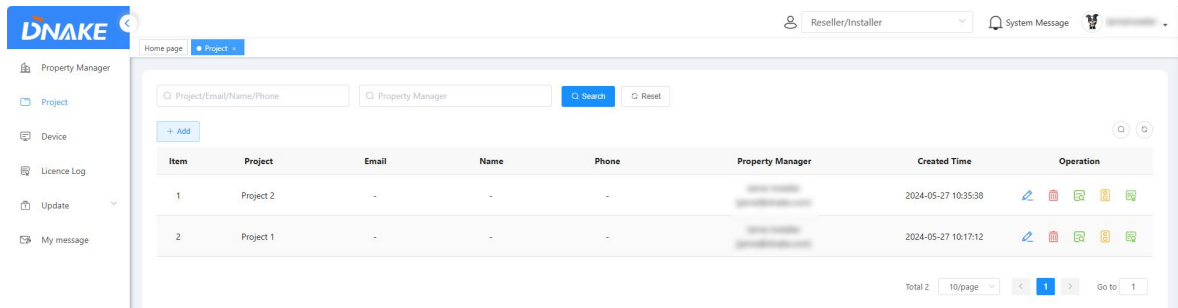 DNAKE
Reseller/Installer
System Message
Home page
Project ×
Property Manager
Project
Device
Licence Log
Update
My message
Project/Email/Name/Phone
Property Manager
Search
Reset
+ Add
Item Project Email Name Phone Property Manager Created Time Operation
1 Project 2 - - - 2024-05-27 10:35:38
2 Project 1 - - - 2024-05-27 10:17:12
Total 2 10/page < 1 > Go to 1